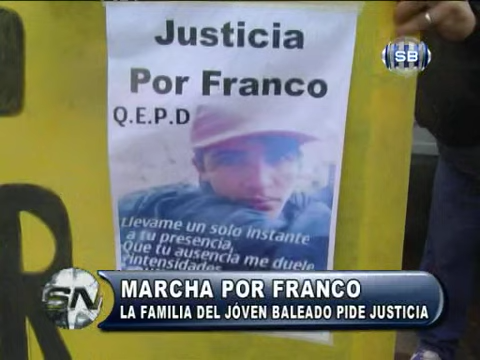 Justicia
Por Franco
Q.E.P.D
Llevame un solo instante
a tu presencia,
Que tu ausencia me duele
intensidades
SB
R
SN
MARCHA POR FRANCO
LA FAMILIA DEL JÓVEN BALEADO PIDE JUSTICIA